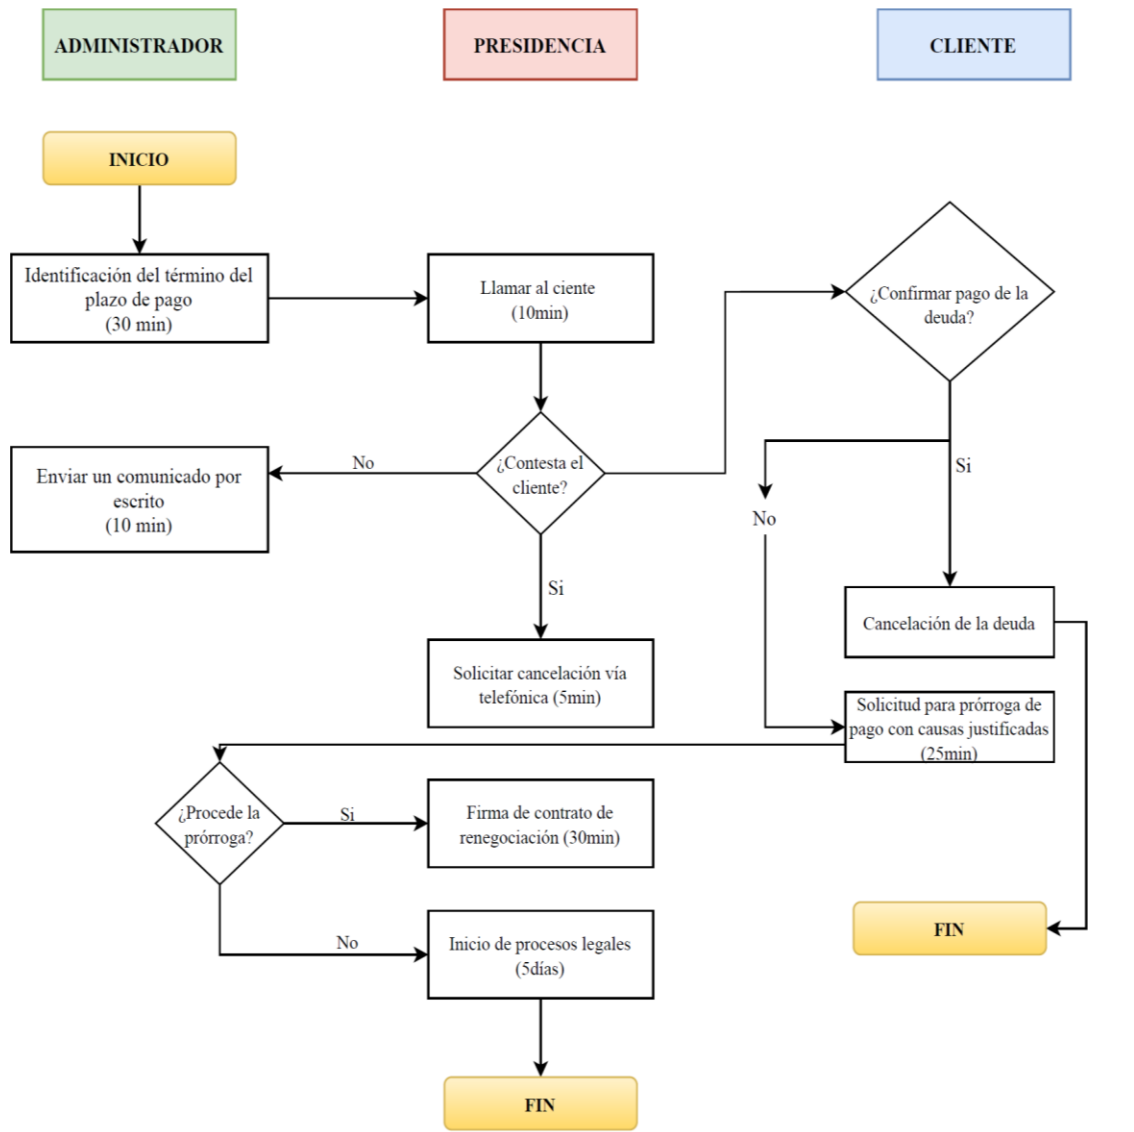 ADMINISTRADOR
PRESIDENCIA
CLIENTE
INICIO
Identificación del término del
plazo de pago
(30 min)
Llamar al ciente
(10min)
¿Confirmar pago de la
deuda?
Enviar un comunicado por
escrito
(10 min)
No
¿Contesta el
cliente?
Si
No
Si
Cancelación de la deuda
Solicitar cancelación vía
telefónica (5min)
Solicitud para prórroga de
pago con causas justificadas
(25min)
¿Procede la
prórroga?
Si
Firma de contrato de
renegociación (30min)
No
Inicio de procesos legales
(5días)
FIN
FIN